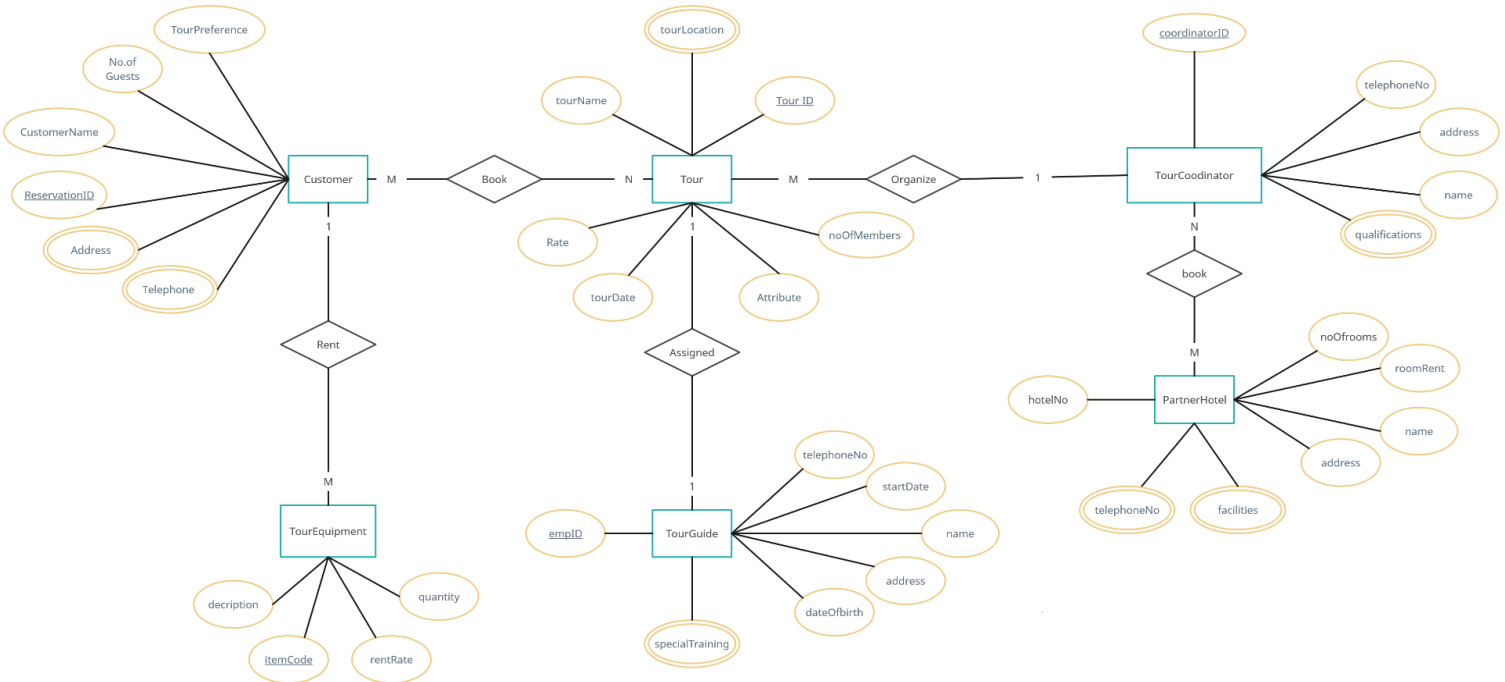 TourPreference
tourLocation
coordinatorID
No.of
Guests
telephoneNo
tourName
Tour ID
CustomerName
address
Customer
M
Book
N
Tour
M
Organize
1
TourCoodinator
ReservationID
name
1
1
N
noOfMembers
qualifications
Rate
Address
book
Telephone
tourDate
Attribute
noOfrooms
Rent
Assigned
M
roomRent
hotelNo
PartnerHotel
name
telephoneNo
address
M
1
startDate
telephoneNo
facilities
TourEquipment
empID
TourGuide
name
address
quantity
decription
dateOfbirth
specialTraining
itemCode
rentRate